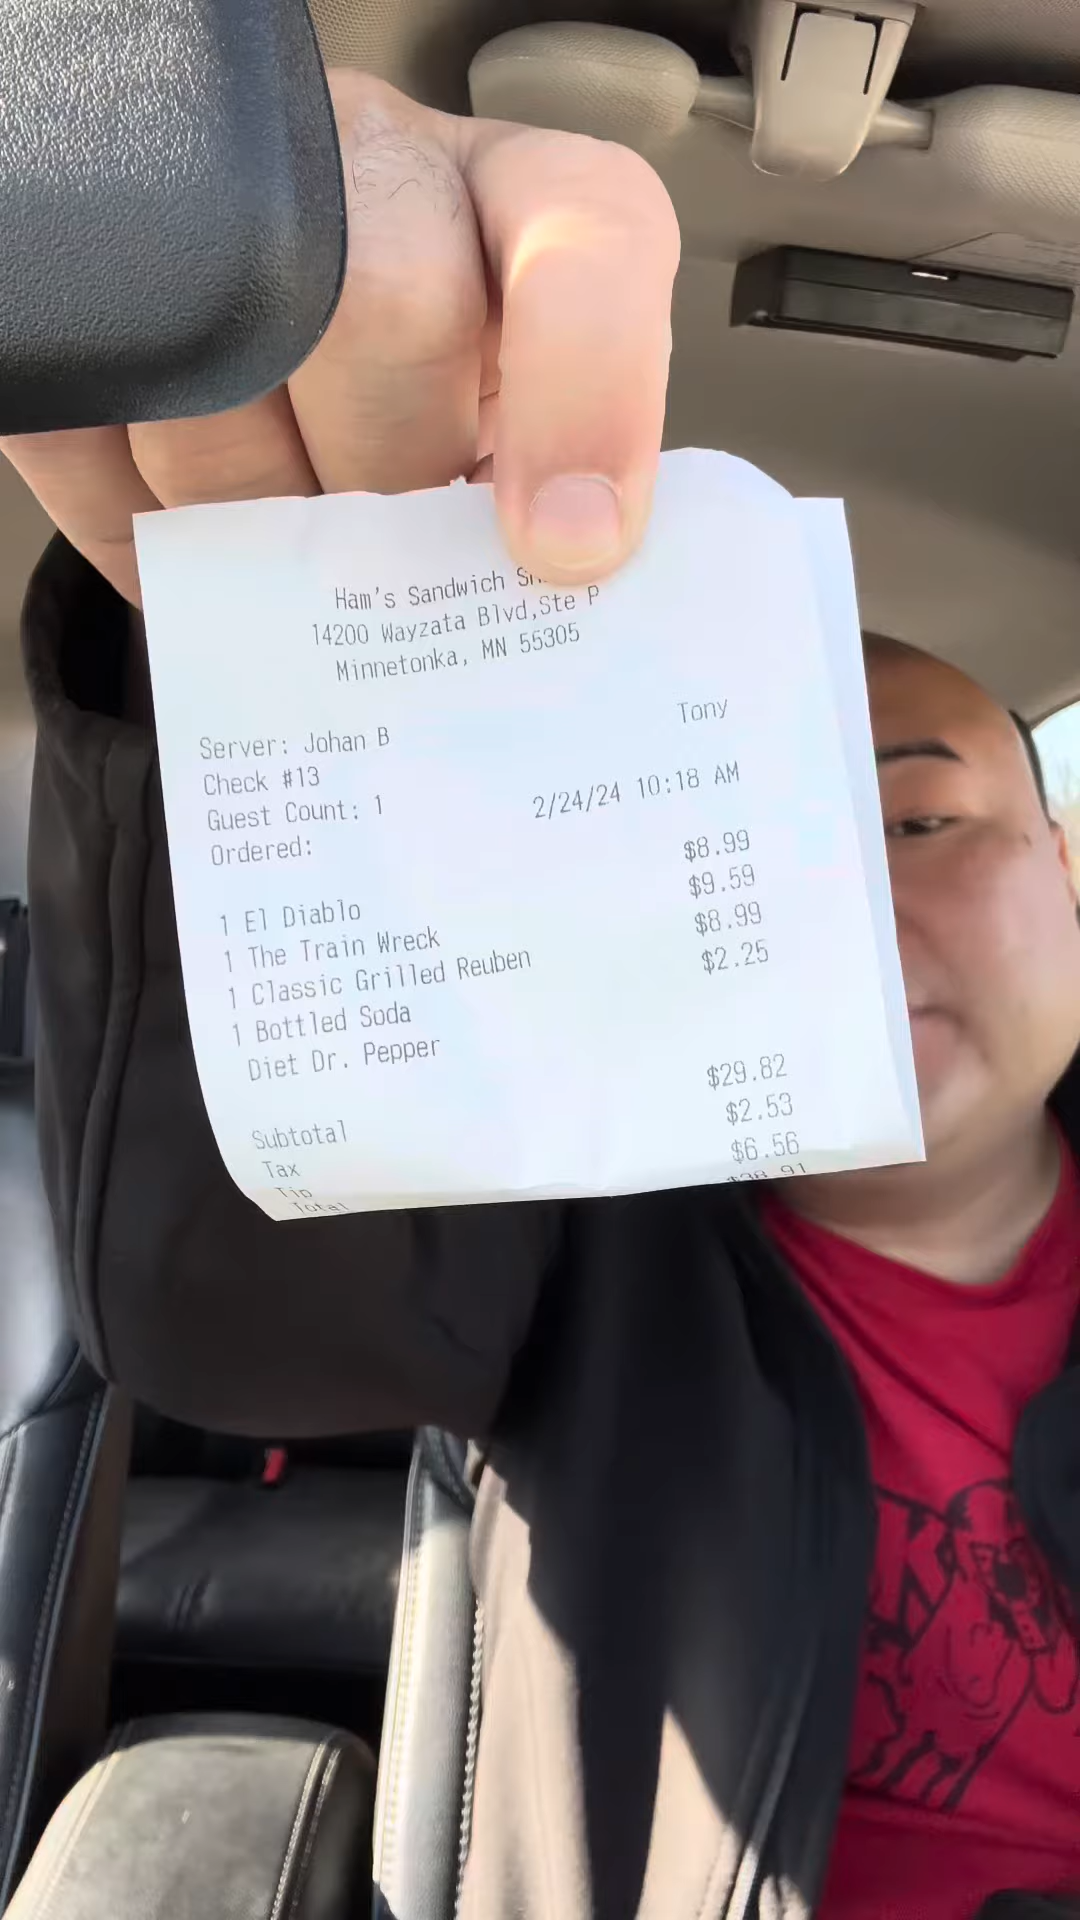 Ham's Sandwich
14200 Wayzata Blvd,Ste P
Minnetonka, MN 55305
Server: Johan B Tony
Check #13
Guest Count: 1 2/24/24 10:18 AM
Ordered:
1 El Diablo $8.99
1 The Train Wreck $9.59
1 Classic Grilled Reuben $8.99
1 Bottled Soda $2.25
Diet Dr. Pepper
Subtotal $29.82
Tax $2.53
Tip $6.56
Total $38.91